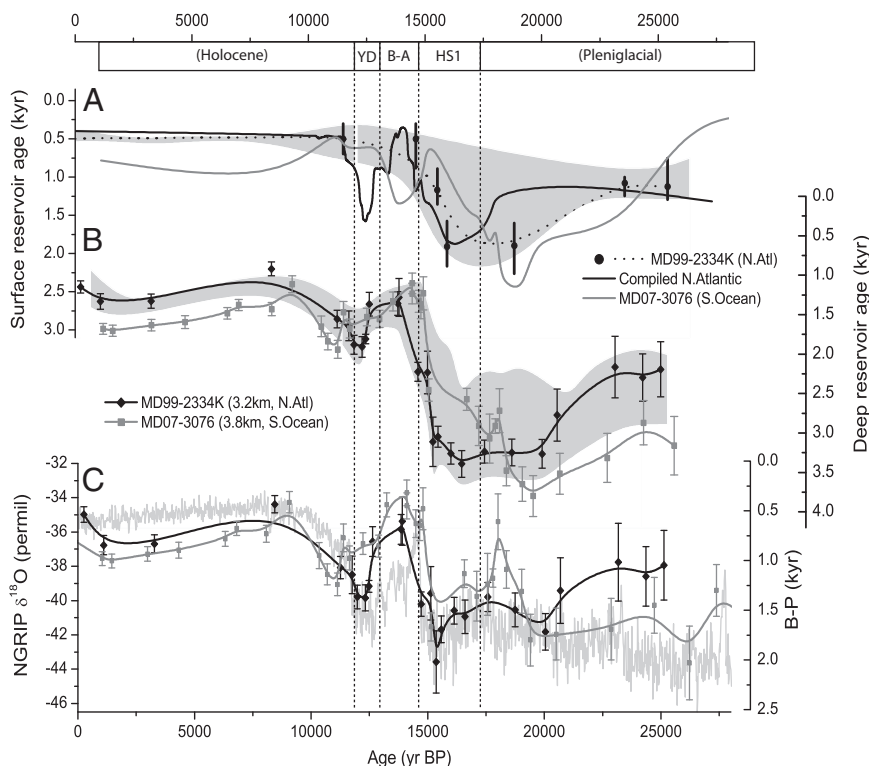 0 5000 10000 15000 20000 25000
(Holocene) YD B-A HS1 (Pleniglacial)
A
Surface reservoir age (kyr)
0.0
0.5
1.0
1.5
2.0
2.5
3.0
MD99-2334K (N.Atl)
Compiled N.Atlantic
MD07-3076 (S.Ocean)
B
Deep reservoir age (kyr)
0.0
0.5
1.0
1.5
2.0
2.5
3.0
3.5
4.0
MD99-2334K (3.2km, N.Atl)
MD07-3076 (3.8km, S.Ocean)
C
NGRIP δ18O (permil)
-32
-34
-36
-38
-40
-42
-44
-46
B-P (kyr)
0.0
0.5
1.0
1.5
2.0
2.5
0 5000 10000 15000 20000 25000
Age (yr BP)